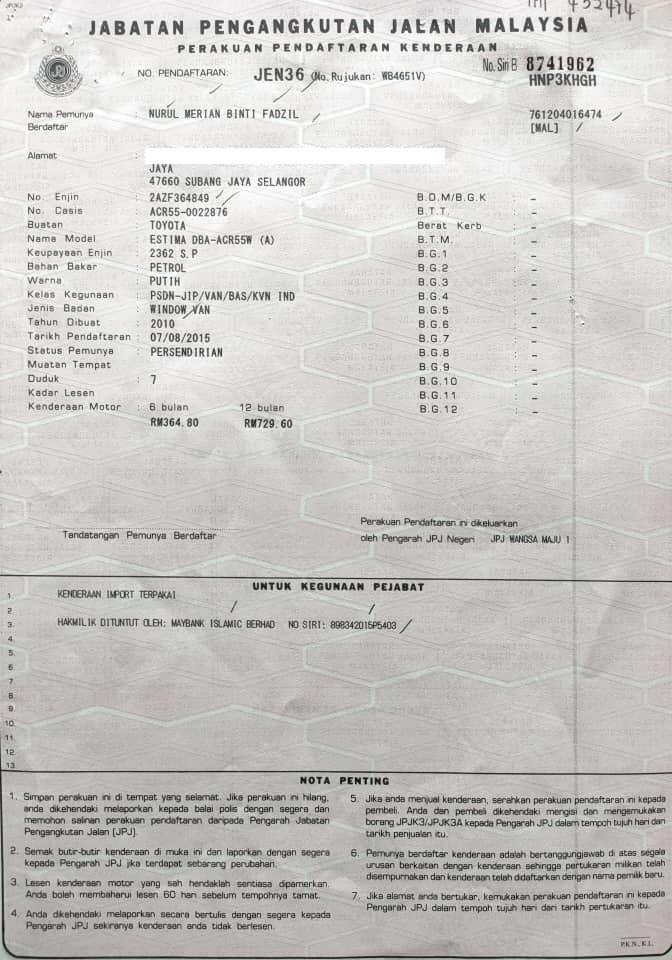 JPJK3
432474
JABATAN PENGANGKUTAN JALAN MALAYSIA
PERAKUAN PENDAFTARAN KENDERAAN
No. Siri B 8741962
NO. PENDAFTARAN: JEN36 (No. Rujukan: WB4651V) HNP3KHGH
JPJ
Nama Pemunya Berdaftar : NURUL MERIAN BINTI FADZIL 761204016474
[MAL]
Alamat :
JAYA
47660 SUBANG JAYA SELANGOR
No. Enjin : 2AZF364849 B.D.M/B.G.K –
No. Casis : ACR55-0022876 B.T.T. : –
Buatan : TOYOTA Berat Kerb : –
Nama Model : ESTIMA DBA-ACR55W (A) B.T.M. : –
Keupayaan Enjin : 2362 S.P B.G.1 : –
Bahan Bakar : PETROL B.G.2 : –
Warna : PUTIH B.G.3 : –
Kelas Kegunaan : PSDN-JIP/VAN/BAS/KVN IND B.G.4 : –
Jenis Badan : WINDOW VAN B.G.5 : –
Tahun Dibuat : 2010 B.G.6 : –
Tarikh Pendaftaran : 07/08/2015 B.G.7 : –
Status Pemunya : PERSENDIRIAN B.G.8 : –
Muatan Tempat B.G.9 : –
Duduk : 7 B.G.10 : –
Kadar Lesen B.G.11 : –
Kenderaan Motor : 6 bulan 12 bulan B.G.12 : –
RM364.80 RM729.60
Tandatangan Pemunya Berdaftar
Perakuan Pendaftaran ini dikeluarkan
oleh Pengarah JPJ Negeri JPJ WANGSA MAJU 1
UNTUK KEGUNAAN PEJABAT
1. KENDERAAN IMPORT TERPAKAI
2.
3. HAKMILIK DITUNTUT OLEH: MAYBANK ISLAMIC BERHAD NO SIRI: 898342015P5403
4.
5.
6.
7.
8.
9.
10.
11.
12.
13.
NOTA PENTING
1. Simpan perakuan ini di tempat yang selamat. Jika perakuan ini hilang,
anda dikehendaki melaporkan kepada balai polis dengan segera dan
memohon salinan perakuan pendaftaran daripada Pengarah Jabatan
Pengangkutan Jalan (JPJ).
2. Semak butir-butir kenderaan di muka ini dan laporkan dengan segera
kepada Pengarah JPJ jika terdapat sebarang perubahan.
3. Lesen kenderaan motor yang sah hendaklah sentiasa dipamerkan.
Anda boleh membaharui lesen 60 hari sebelum tempohnya tamat.
4. Anda dikehendaki melaporkan secara bertulis dengan segera kepada
Pengarah JPJ sekiranya kenderaan anda tidak berlesen.
5. Jika anda menjual kenderaan, serahkan perakuan pendaftaran ini kepada
pembeli. Anda dan pembeli dikehendaki mengisi dan mengemukakan
borang JPJK3/JPJK3A kepada Pengarah JPJ dalam tempoh tujuh hari dari
tarikh penjualan itu.
6. Pemunya berdaftar kenderaan adalah bertanggungjawab di atas segala
urusan berkaitan dengan kenderaan sehingga pertukaran milikan telah
disempurnakan dan kenderaan telah didaftarkan dengan nama pemilik baru.
7. Jika alamat anda bertukar, kemukakan perakuan pendaftaran ini kepada
Pengarah JPJ dalam tempoh tujuh hari dari tarikh pertukaran itu.
P.K.N., K.L.